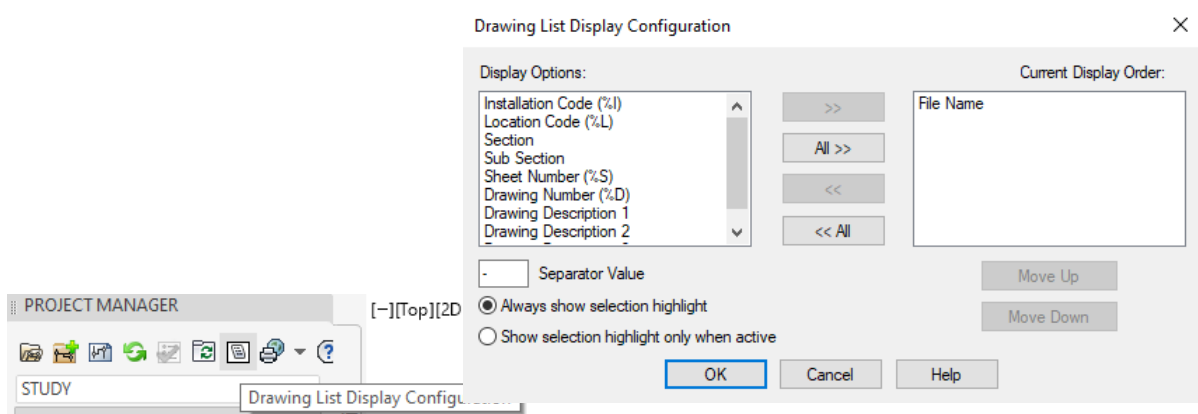 Drawing List Display Configuration
Display Options:
Current Display Order:
Installation Code (%I)
Location Code (%L)
Section
Sub Section
Sheet Number (%S)
Drawing Number (%D)
Drawing Description 1
Drawing Description 2
>>
All >>
<<
<< All
File Name
- Separator Value
Always show selection highlight
Show selection highlight only when active
Move Up
Move Down
OK Cancel Help
PROJECT MANAGER
[−][Top][2D
STUDY
Drawing List Display Configu